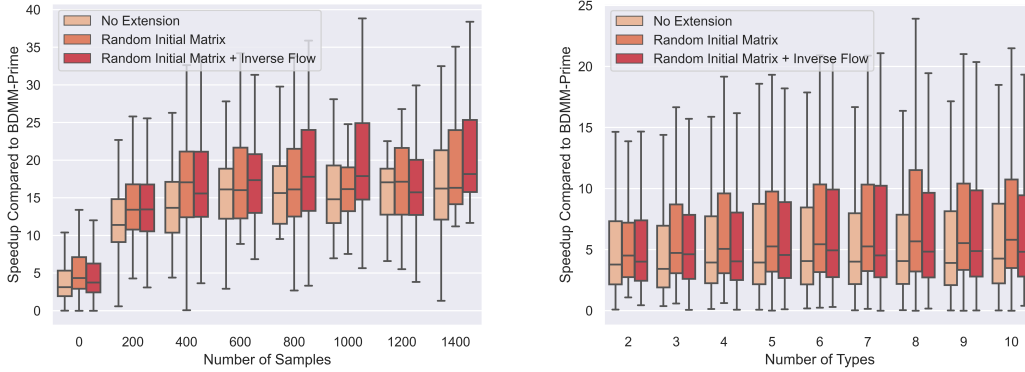 40
35
30
25
20
15
10
5
0
Speedup Compared to BDMM-Prime
No Extension
Random Initial Matrix
Random Initial Matrix + Inverse Flow
0 200 400 600 800 1000 1200 1400
Number of Samples
25
20
15
10
5
0
Speedup Compared to BDMM-Prime
No Extension
Random Initial Matrix
Random Initial Matrix + Inverse Flow
2 3 4 5 6 7 8 9 10
Number of Types